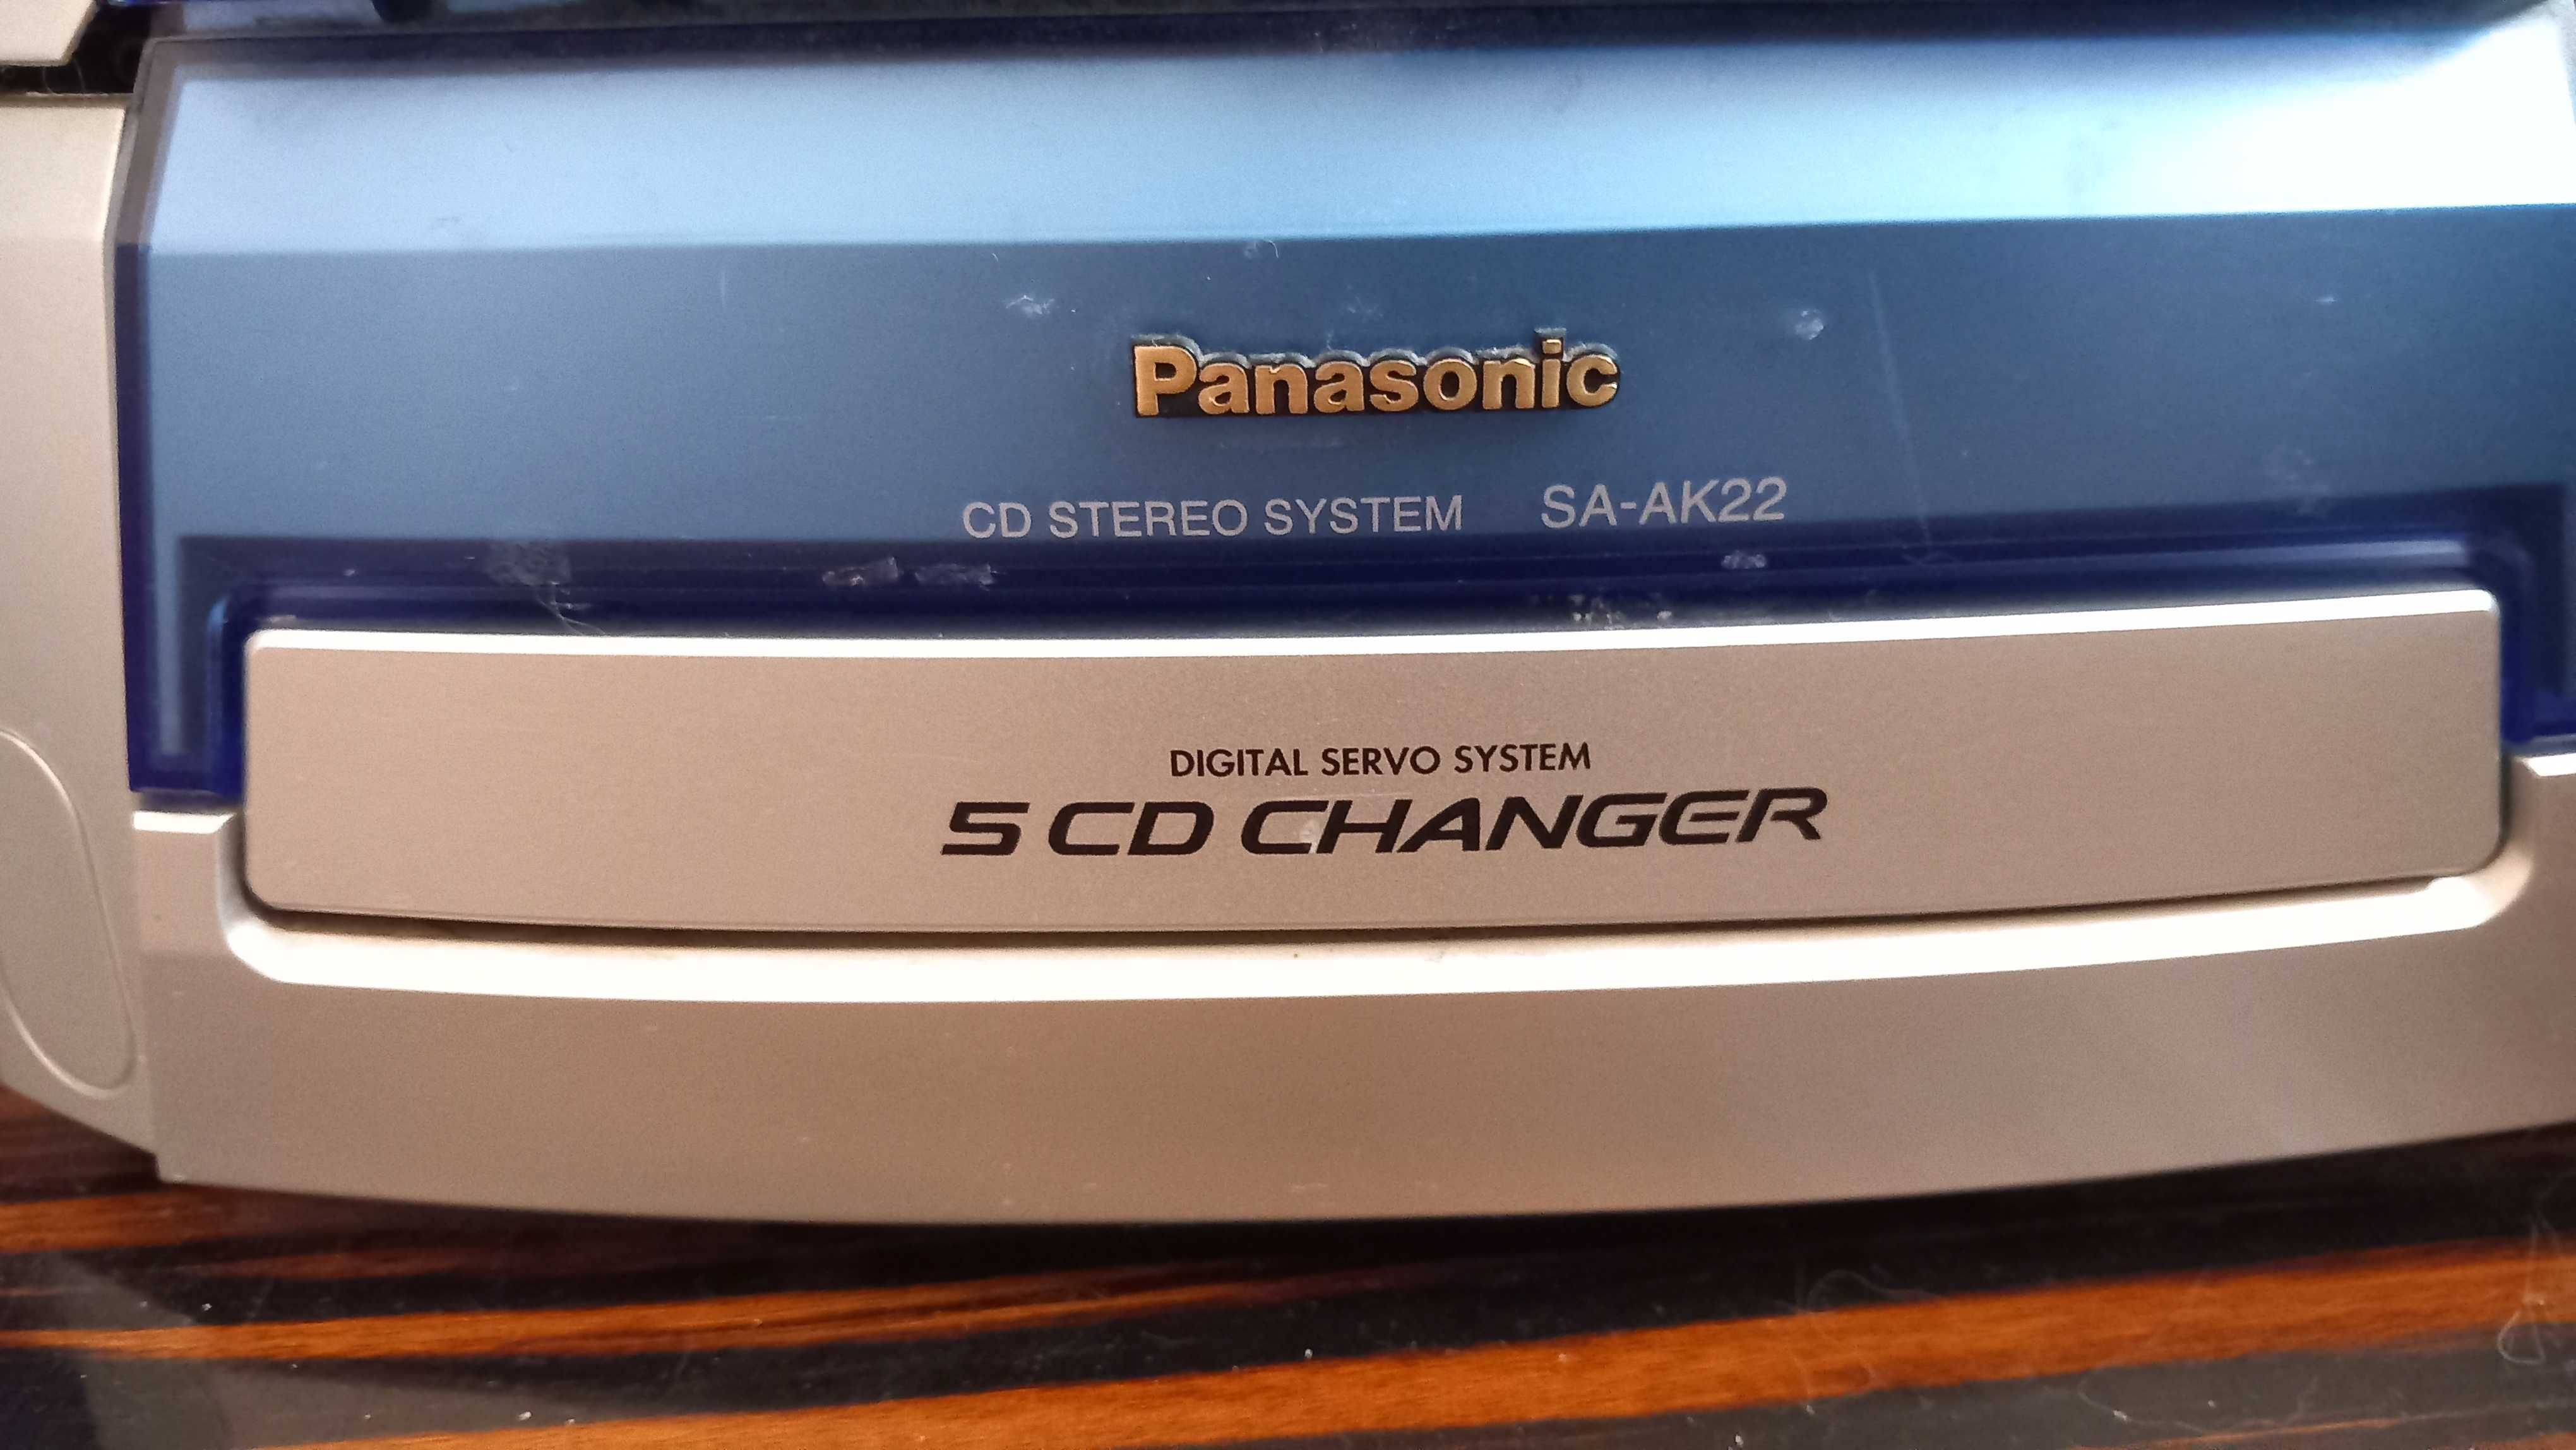 Panasonic
CD STEREO SYSTEM SA-AK22
DIGITAL SERVO SYSTEM
5 CD CHANGER